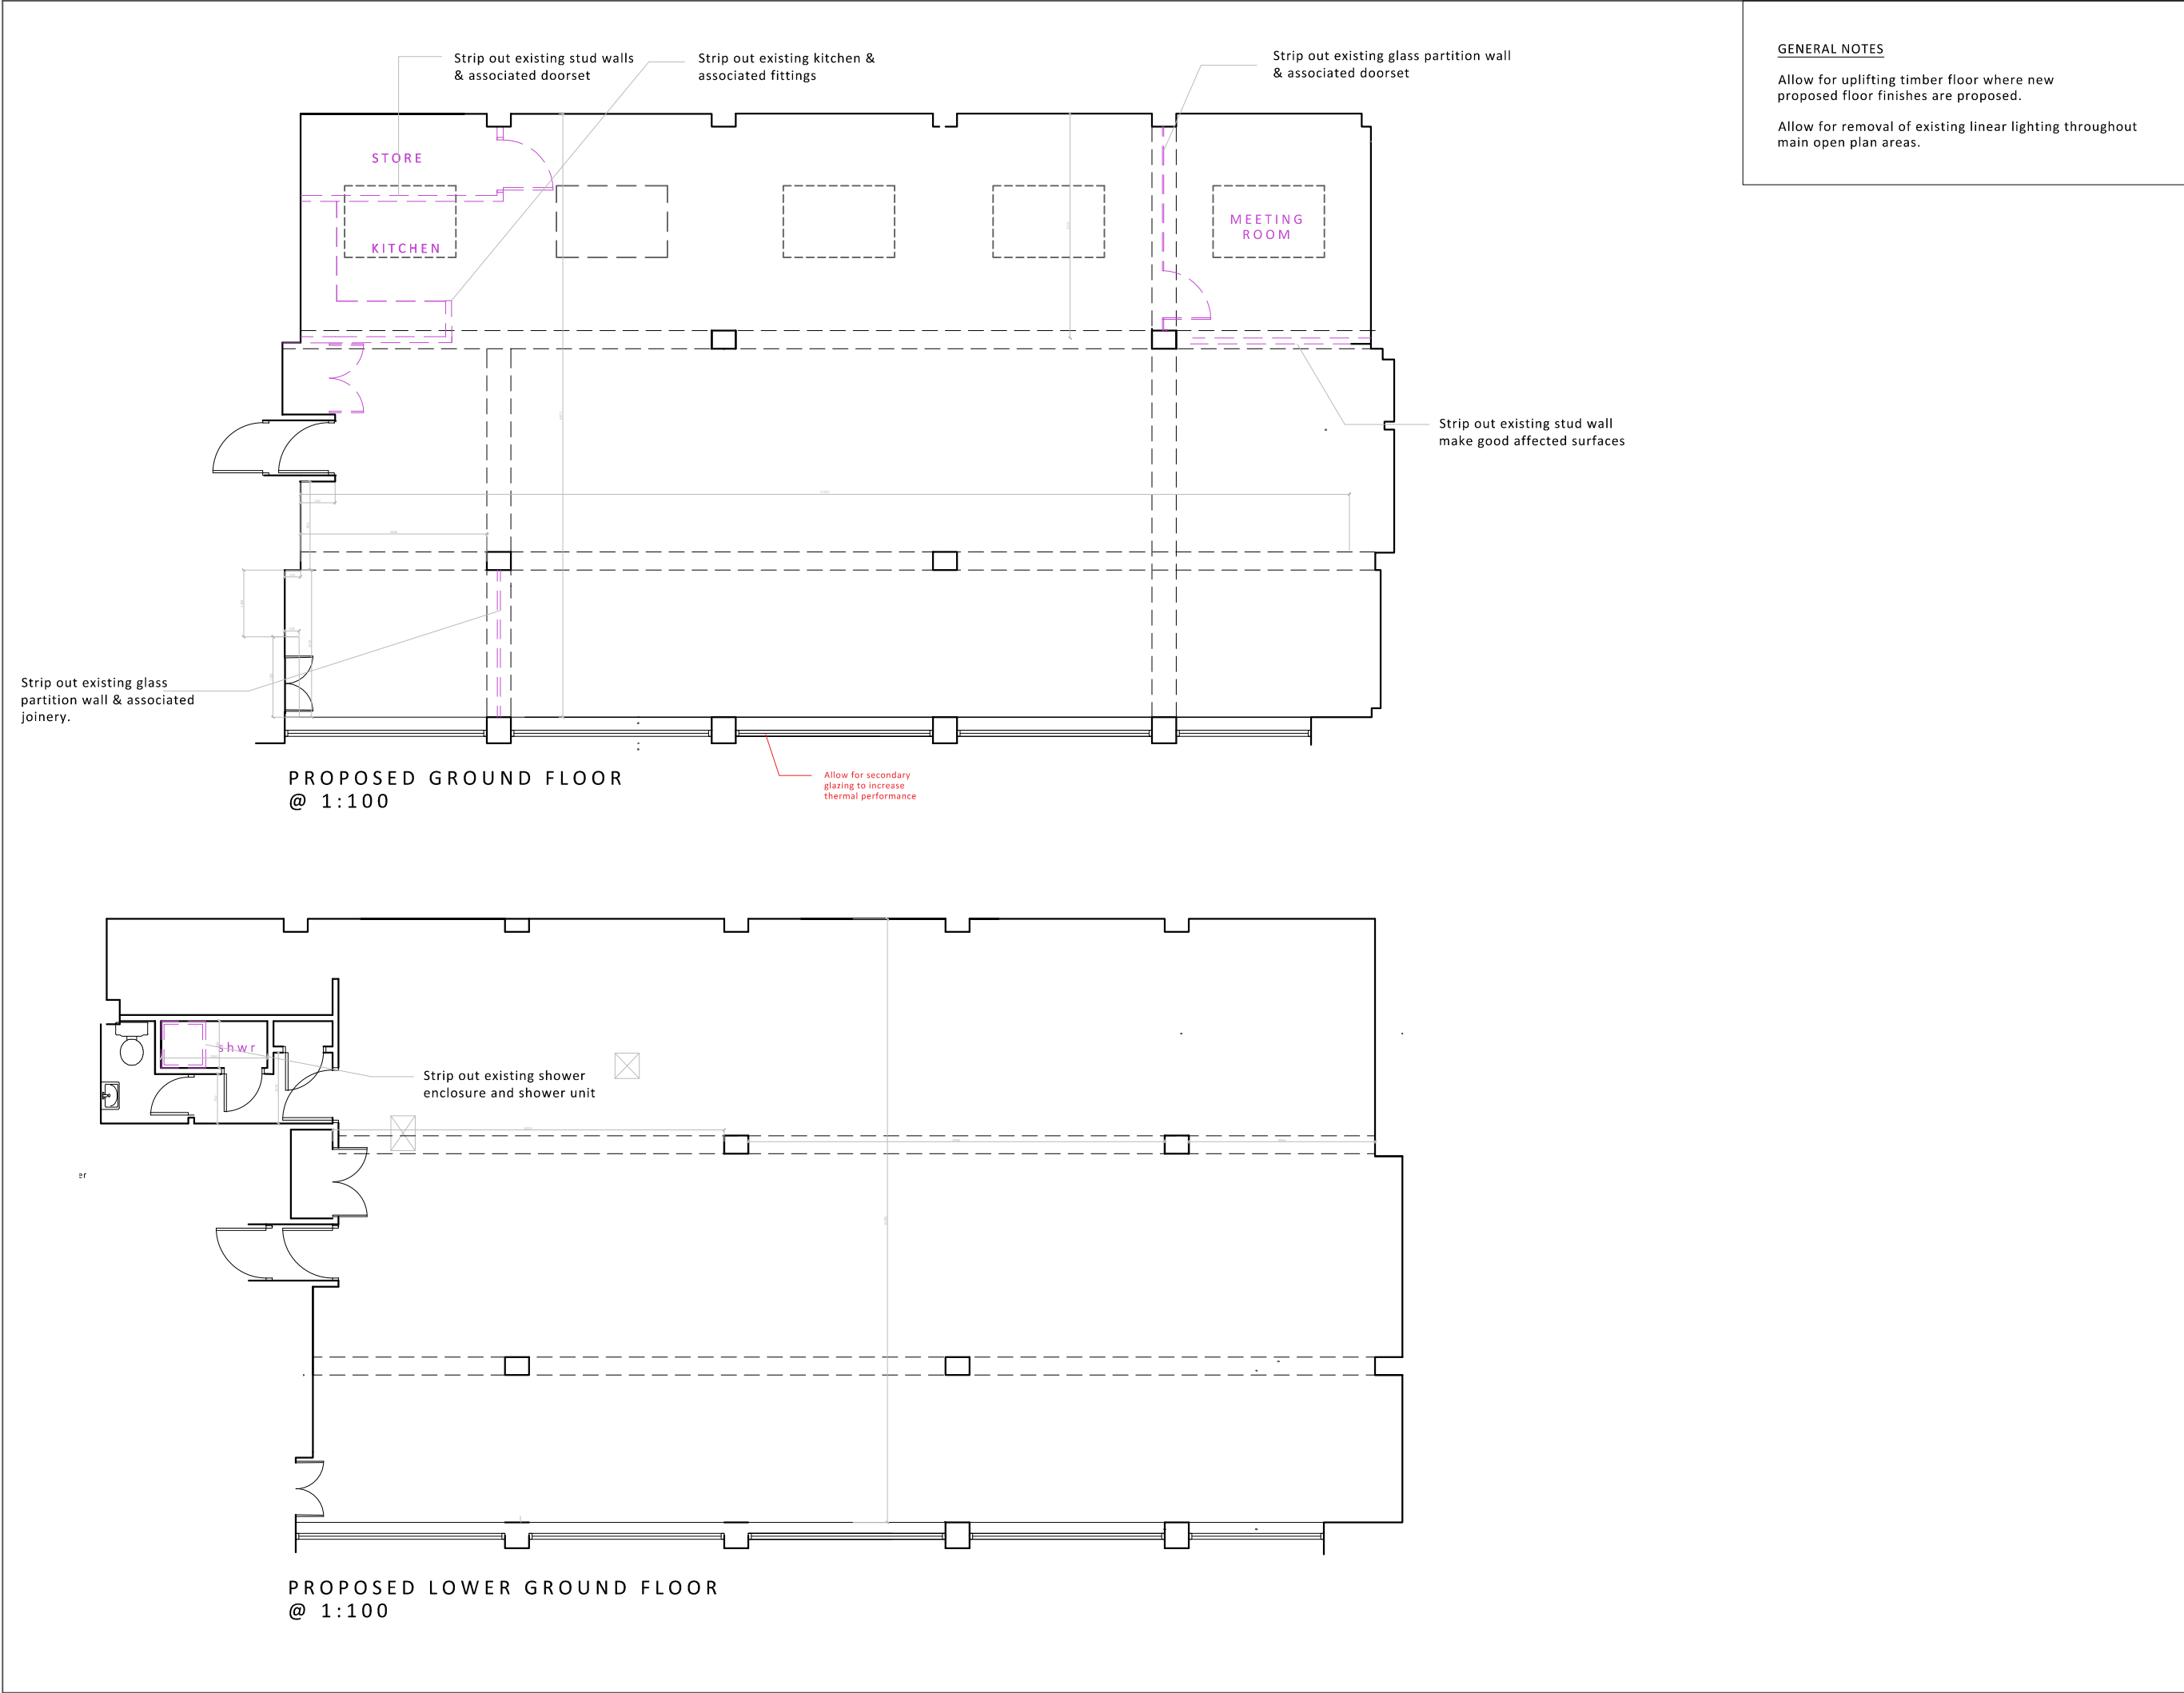 Strip out existing stud walls
& associated doorset
Strip out existing kitchen &
associated fittings
Strip out existing glass partition wall
& associated doorset
GENERAL NOTES
Allow for uplifting timber floor where new
proposed floor finishes are proposed.
Allow for removal of existing linear lighting throughout
main open plan areas.
STORE
KITCHEN
MEETING
ROOM
Strip out existing stud wall
make good affected surfaces
Strip out existing glass
partition wall & associated
joinery.
PROPOSED GROUND FLOOR
@ 1:100
Allow for secondary
glazing to increase
thermal performance
shwr
Strip out existing shower
enclosure and shower unit
er
PROPOSED LOWER GROUND FLOOR
@ 1:100